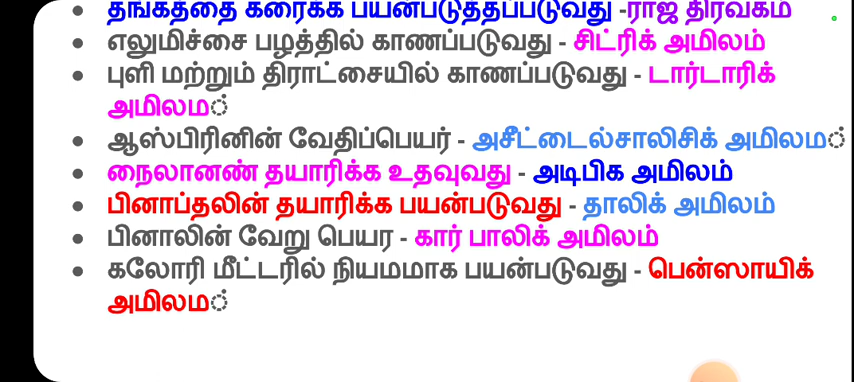 தங்கத்தை கரைக்க பயன்படுத்தப்படுவது -ராஜ திரவகம்
எலுமிச்சை பழத்தில் காணப்படுவது - சிட்ரிக் அமிலம்
புளி மற்றும் திராட்சையில் காணப்படுவது - டார்டாரிக்
அமிலம்
ஆஸ்பிரினின் வேதிப்பெயர் - அசீட்டைல்சாலிசிக் அமிலம்
நைலானண் தயாரிக்க உதவுவது - அடிபிக அமிலம்
பினாப்தலின் தயாரிக்க பயன்படுவது - தாலிக் அமிலம்
பினாலின் வேறு பெயர - கார் பாலிக் அமிலம்
கலோரி மீட்டரில் நியமமாக பயன்படுவது - பென்ஸாயிக்
அமிலம்